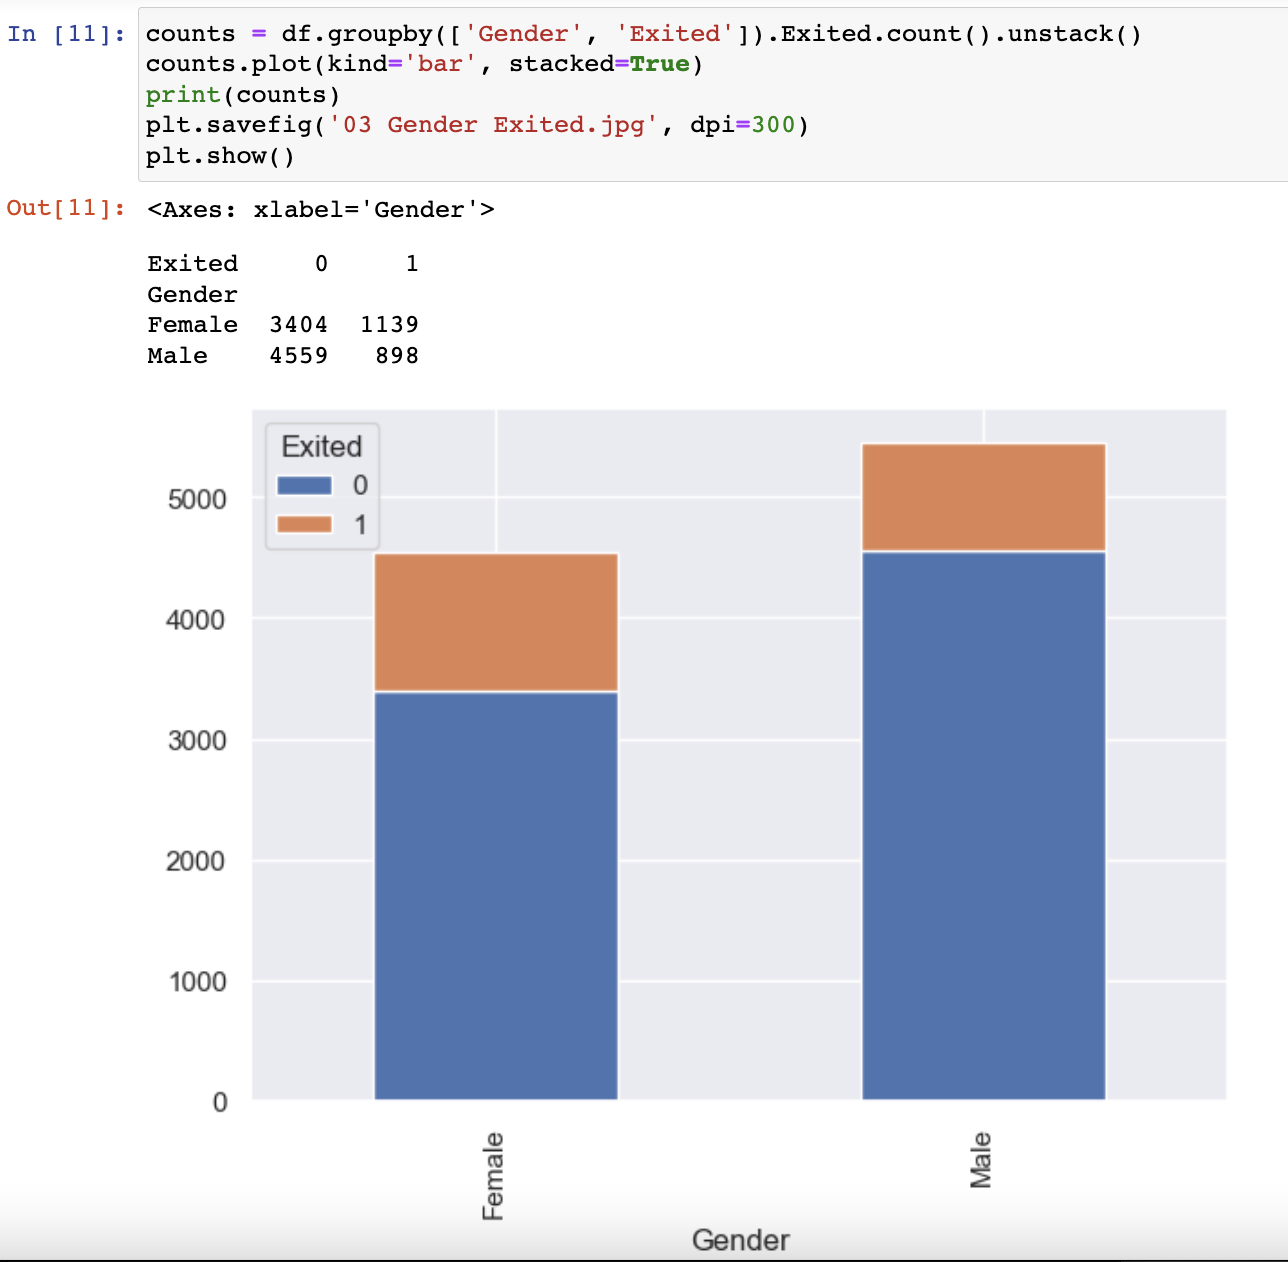 In [11]: counts = df.groupby(['Gender', 'Exited']).Exited.count().unstack()
counts.plot(kind='bar', stacked=True)
print(counts)
plt.savefig('03 Gender Exited.jpg', dpi=300)
plt.show()
Out[11]: <Axes: xlabel='Gender'>
Exited 0 1
Gender
Female 3404 1139
Male 4559 898
Exited
0
1
5000
4000
3000
2000
1000
0
Female
Male
Gender